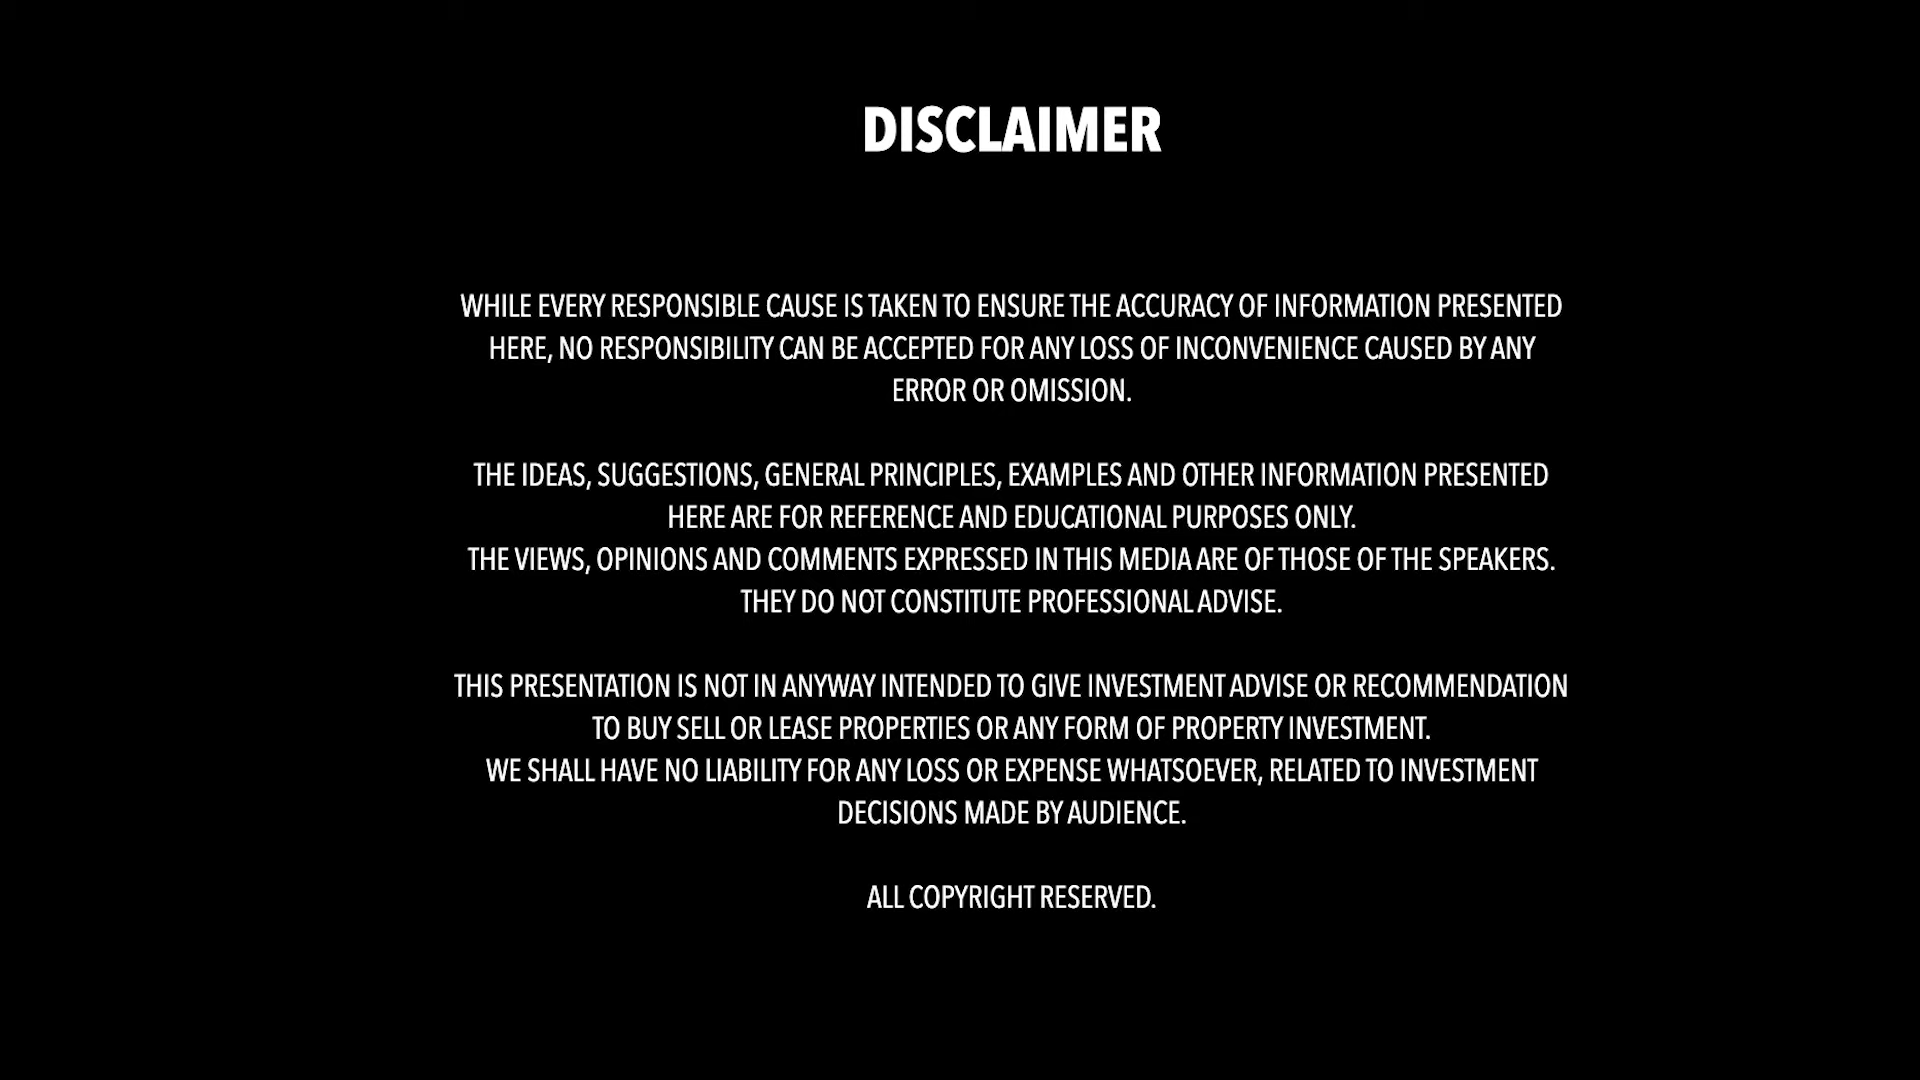 DISCLAIMER
WHILE EVERY RESPONSIBLE CAUSE IS TAKEN TO ENSURE THE ACCURACY OF INFORMATION PRESENTED
HERE, NO RESPONSIBILITY CAN BE ACCEPTED FOR ANY LOSS OF INCONVENIENCE CAUSED BY ANY
ERROR OR OMISSION.
THE IDEAS, SUGGESTIONS, GENERAL PRINCIPLES, EXAMPLES AND OTHER INFORMATION PRESENTED
HERE ARE FOR REFERENCE AND EDUCATIONAL PURPOSES ONLY.
THE VIEWS, OPINIONS AND COMMENTS EXPRESSED IN THIS MEDIA ARE OF THOSE OF THE SPEAKERS.
THEY DO NOT CONSTITUTE PROFESSIONAL ADVISE.
THIS PRESENTATION IS NOT IN ANYWAY INTENDED TO GIVE INVESTMENT ADVISE OR RECOMMENDATION
TO BUY SELL OR LEASE PROPERTIES OR ANY FORM OF PROPERTY INVESTMENT.
WE SHALL HAVE NO LIABILITY FOR ANY LOSS OR EXPENSE WHATSOEVER, RELATED TO INVESTMENT
DECISIONS MADE BY AUDIENCE.
ALL COPYRIGHT RESERVED.